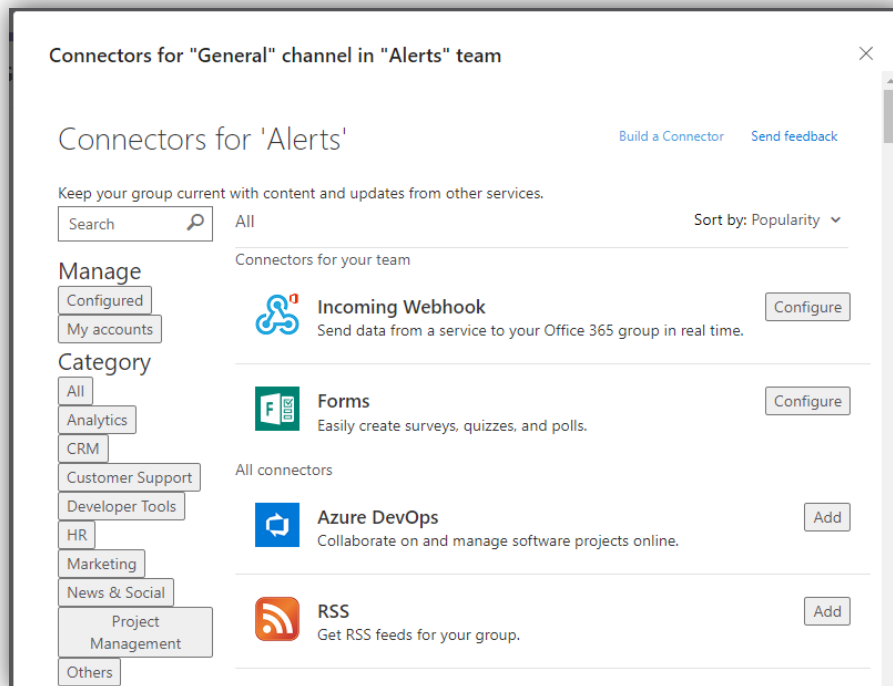 Connectors for "General" channel in "Alerts" team
Connectors for 'Alerts'
Build a Connector
Send feedback
Keep your group current with content and updates from other services.
Search
All
Sort by: Popularity
Manage
Configured
My accounts
Category
All
Analytics
CRM
Customer Support
Developer Tools
HR
Marketing
News & Social
Project
Management
Others
Connectors for your team
Incoming Webhook
Send data from a service to your Office 365 group in real time.
Configure
Forms
Easily create surveys, quizzes, and polls.
Configure
All connectors
Azure DevOps
Collaborate on and manage software projects online.
Add
RSS
Get RSS feeds for your group.
Add